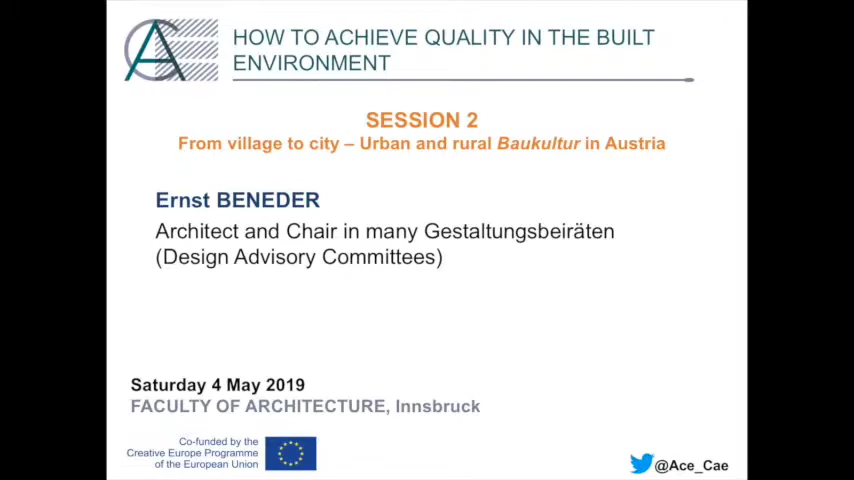 ACE
HOW TO ACHIEVE QUALITY IN THE BUILT
ENVIRONMENT
SESSION 2
From village to city – Urban and rural Baukultur in Austria
Ernst BENEDER
Architect and Chair in many Gestaltungsbeiräten
(Design Advisory Committees)
Saturday 4 May 2019
FACULTY OF ARCHITECTURE, Innsbruck
Co-funded by the
Creative Europe Programme
of the European Union
@Ace_Cae